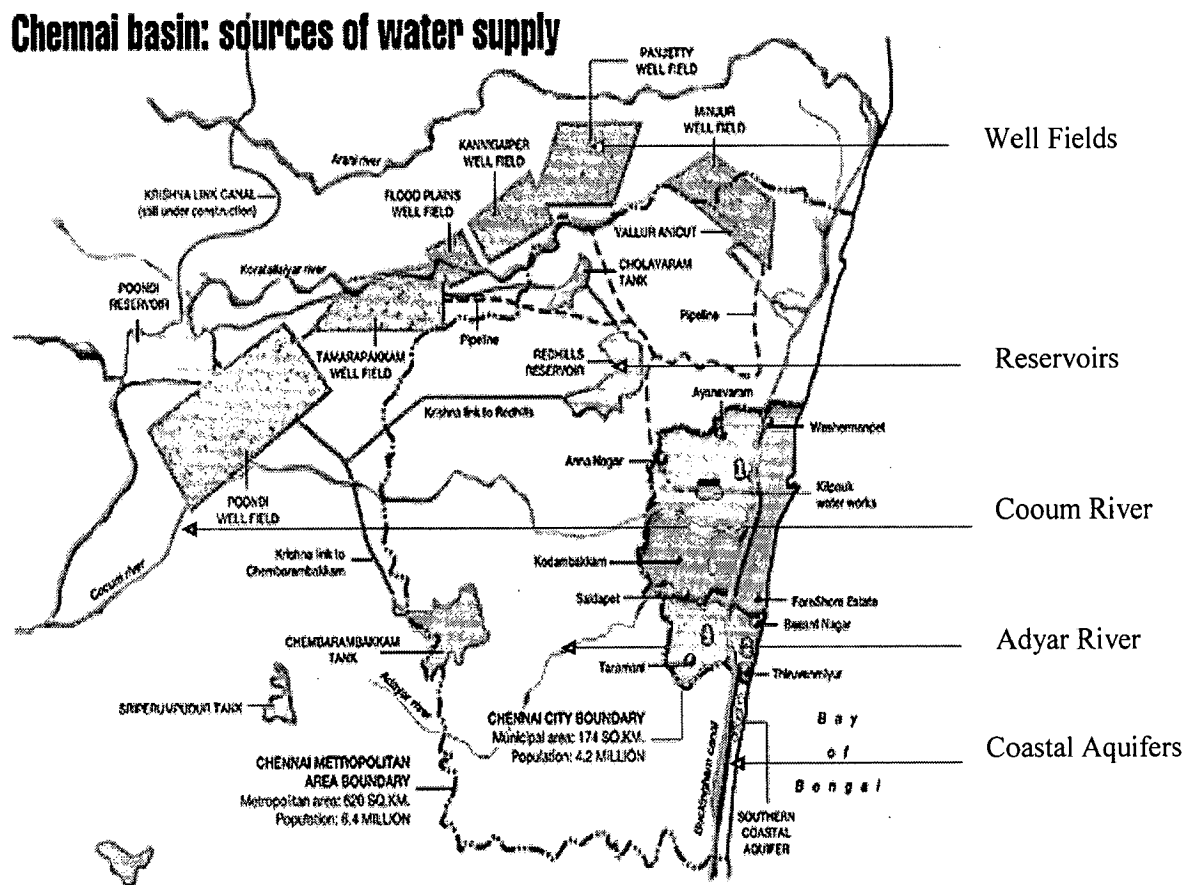 Chennai basin: sources of water supply
PANJETTY
WELL FIELD
MINJUR
WELL FIELD
Well Fields
KANNIGAIPER
WELL FIELD
Arani river
KRISHNA LINK CANAL
(still under construction)
FLOOD PLAINS
WELL FIELD
VALLUR ANICUT
Koratallaiyar river
CHOLAVARAM
TANK
POONDI
RESERVOIR
Pipeline
Pipeline
TAMARAPAKKAM
WELL FIELD
REDHILLS
RESERVOIR
Reservoirs
Ayanavaram
Krishna link to Redhills
Washermanpet
Anna Nagar
POONDI
WELL FIELD
Kilpauk
water works
Cooum River
Krishna link to
Chembarambakkam
Kodambakkam
Cooum river
Saidapet
ForeShore Estate
Besant Nagar
CHEMBARAMBAKKAM
TANK
Adyar River
Taramani
Thiruvanmiyur
Adayar river
SRIPERUMPUDUR TANK
CHENNAI CITY BOUNDARY
Municipal area: 174 SQ.KM.
Population: 4.2 MILLION
Bay
of
Bengal
Coastal Aquifers
CHENNAI METROPOLITAN
AREA BOUNDARY
Metropolitan area: 620 SQ.KM.
Population: 6.4 MILLION
Buckingham canal
SOUTHERN
COASTAL
AQUIFER